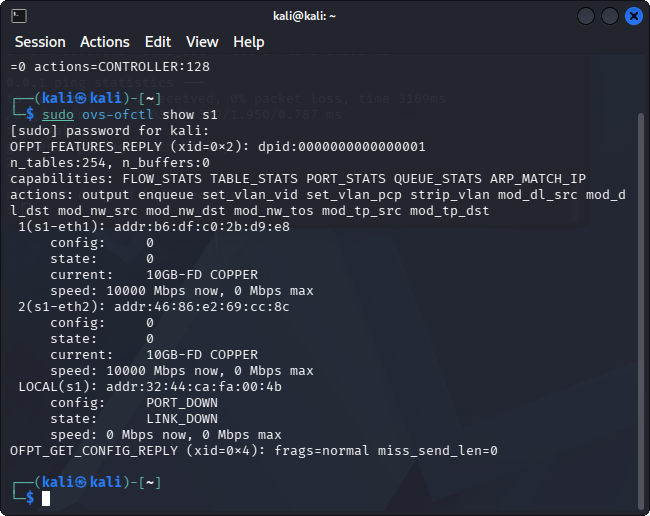 kali@kali: ~
Session Actions Edit View Help
=0 actions=CONTROLLER:128
┌──(kali㉿kali)-[~]
└─$ sudo ovs-ofctl show s1
[sudo] password for kali:
OFPT_FEATURES_REPLY (xid=0×2): dpid:0000000000000001
n_tables:254, n_buffers:0
capabilities: FLOW_STATS TABLE_STATS PORT_STATS QUEUE_STATS ARP_MATCH_IP
actions: output enqueue set_vlan_vid set_vlan_pcp strip_vlan mod_dl_src mod_d
l_dst mod_nw_src mod_nw_dst mod_nw_tos mod_tp_src mod_tp_dst
 1(s1-eth1): addr:b6:df:c0:2b:d9:e8
     config:     0
     state:      0
     current:    10GB-FD COPPER
     speed: 10000 Mbps now, 0 Mbps max
 2(s1-eth2): addr:46:86:e2:69:cc:8c
     config:     0
     state:      0
     current:    10GB-FD COPPER
     speed: 10000 Mbps now, 0 Mbps max
 LOCAL(s1): addr:32:44:ca:fa:00:4b
     config:     PORT_DOWN
     state:      LINK_DOWN
     speed: 0 Mbps now, 0 Mbps max
OFPT_GET_CONFIG_REPLY (xid=0×4): frags=normal miss_send_len=0
┌──(kali㉿kali)-[~]
└─$